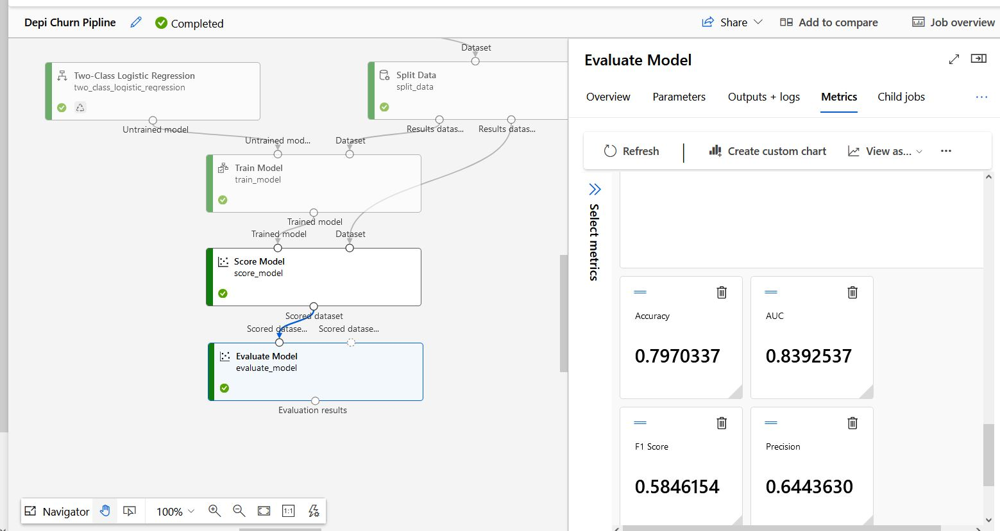 Depi Churn Pipline
Completed
Share
Add to compare
Job overview
Dataset
Two-Class Logistic Regression
two_class_logistic_regression
Split Data
split_data
Untrained model
Results datas...
Results datas...
Untrained mod...
Dataset
Train Model
train_model
Trained model
Trained model
Dataset
Score Model
score_model
Scored dataset
Scored datase...
Scored datase...
Evaluate Model
evaluate_model
Evaluation results
Navigator
100%
1:1
Evaluate Model
Overview
Parameters
Outputs + logs
Metrics
Child jobs
...
Refresh
Create custom chart
View as...
...
Select metrics
Accuracy
0.7970337
AUC
0.8392537
F1 Score
0.5846154
Precision
0.6443630